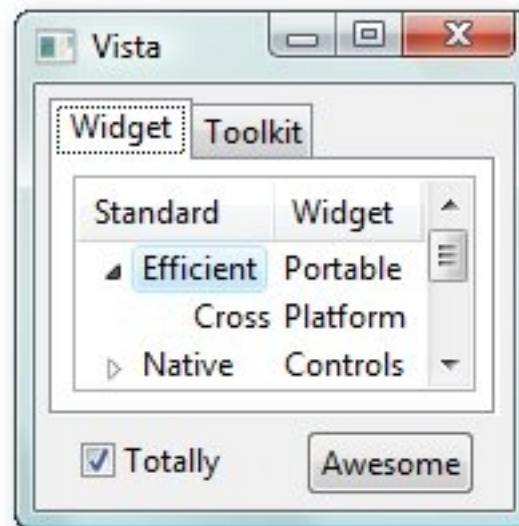 Vista
Widget Toolkit
Standard Widget
Efficient Portable
Cross Platform
Native Controls
Totally Awesome